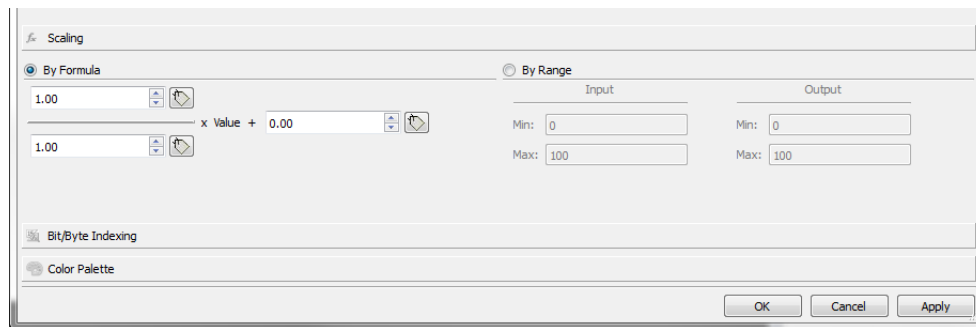 Scaling
By Formula
By Range
1.00
x Value + 0.00
1.00
Input
Output
Min: 0
Min: 0
Max: 100
Max: 100
Bit/Byte Indexing
Color Palette
OK
Cancel
Apply